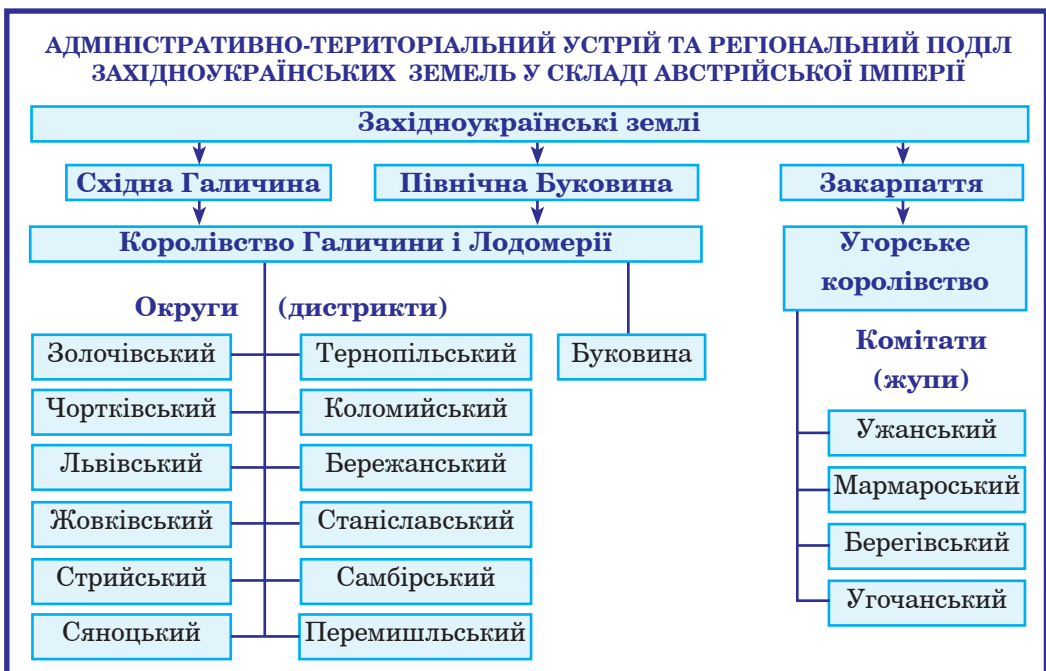 АДМІНІСТРАТИВНО-ТЕРИТОРІАЛЬНИЙ УСТРІЙ ТА РЕГІОНАЛЬНИЙ ПОДІЛ
ЗАХІДНОУКРАЇНСЬКИХ ЗЕМЕЛЬ У СКЛАДІ АВСТРІЙСЬКОЇ ІМПЕРІЇ
Західноукраїнські землі
Східна Галичина
Північна Буковина
Закарпаття
Королівство Галичини і Лодомерії
Угорське
королівство
Округи (дистрикти)
Золочівський
Тернопільський
Чортківський
Коломийський
Львівський
Бережанський
Жовківський
Станіславський
Стрийський
Самбірський
Сяноцький
Перемишльський
Буковина
Комітати
(жупи)
Ужанський
Мармароський
Берегівський
Угочанський